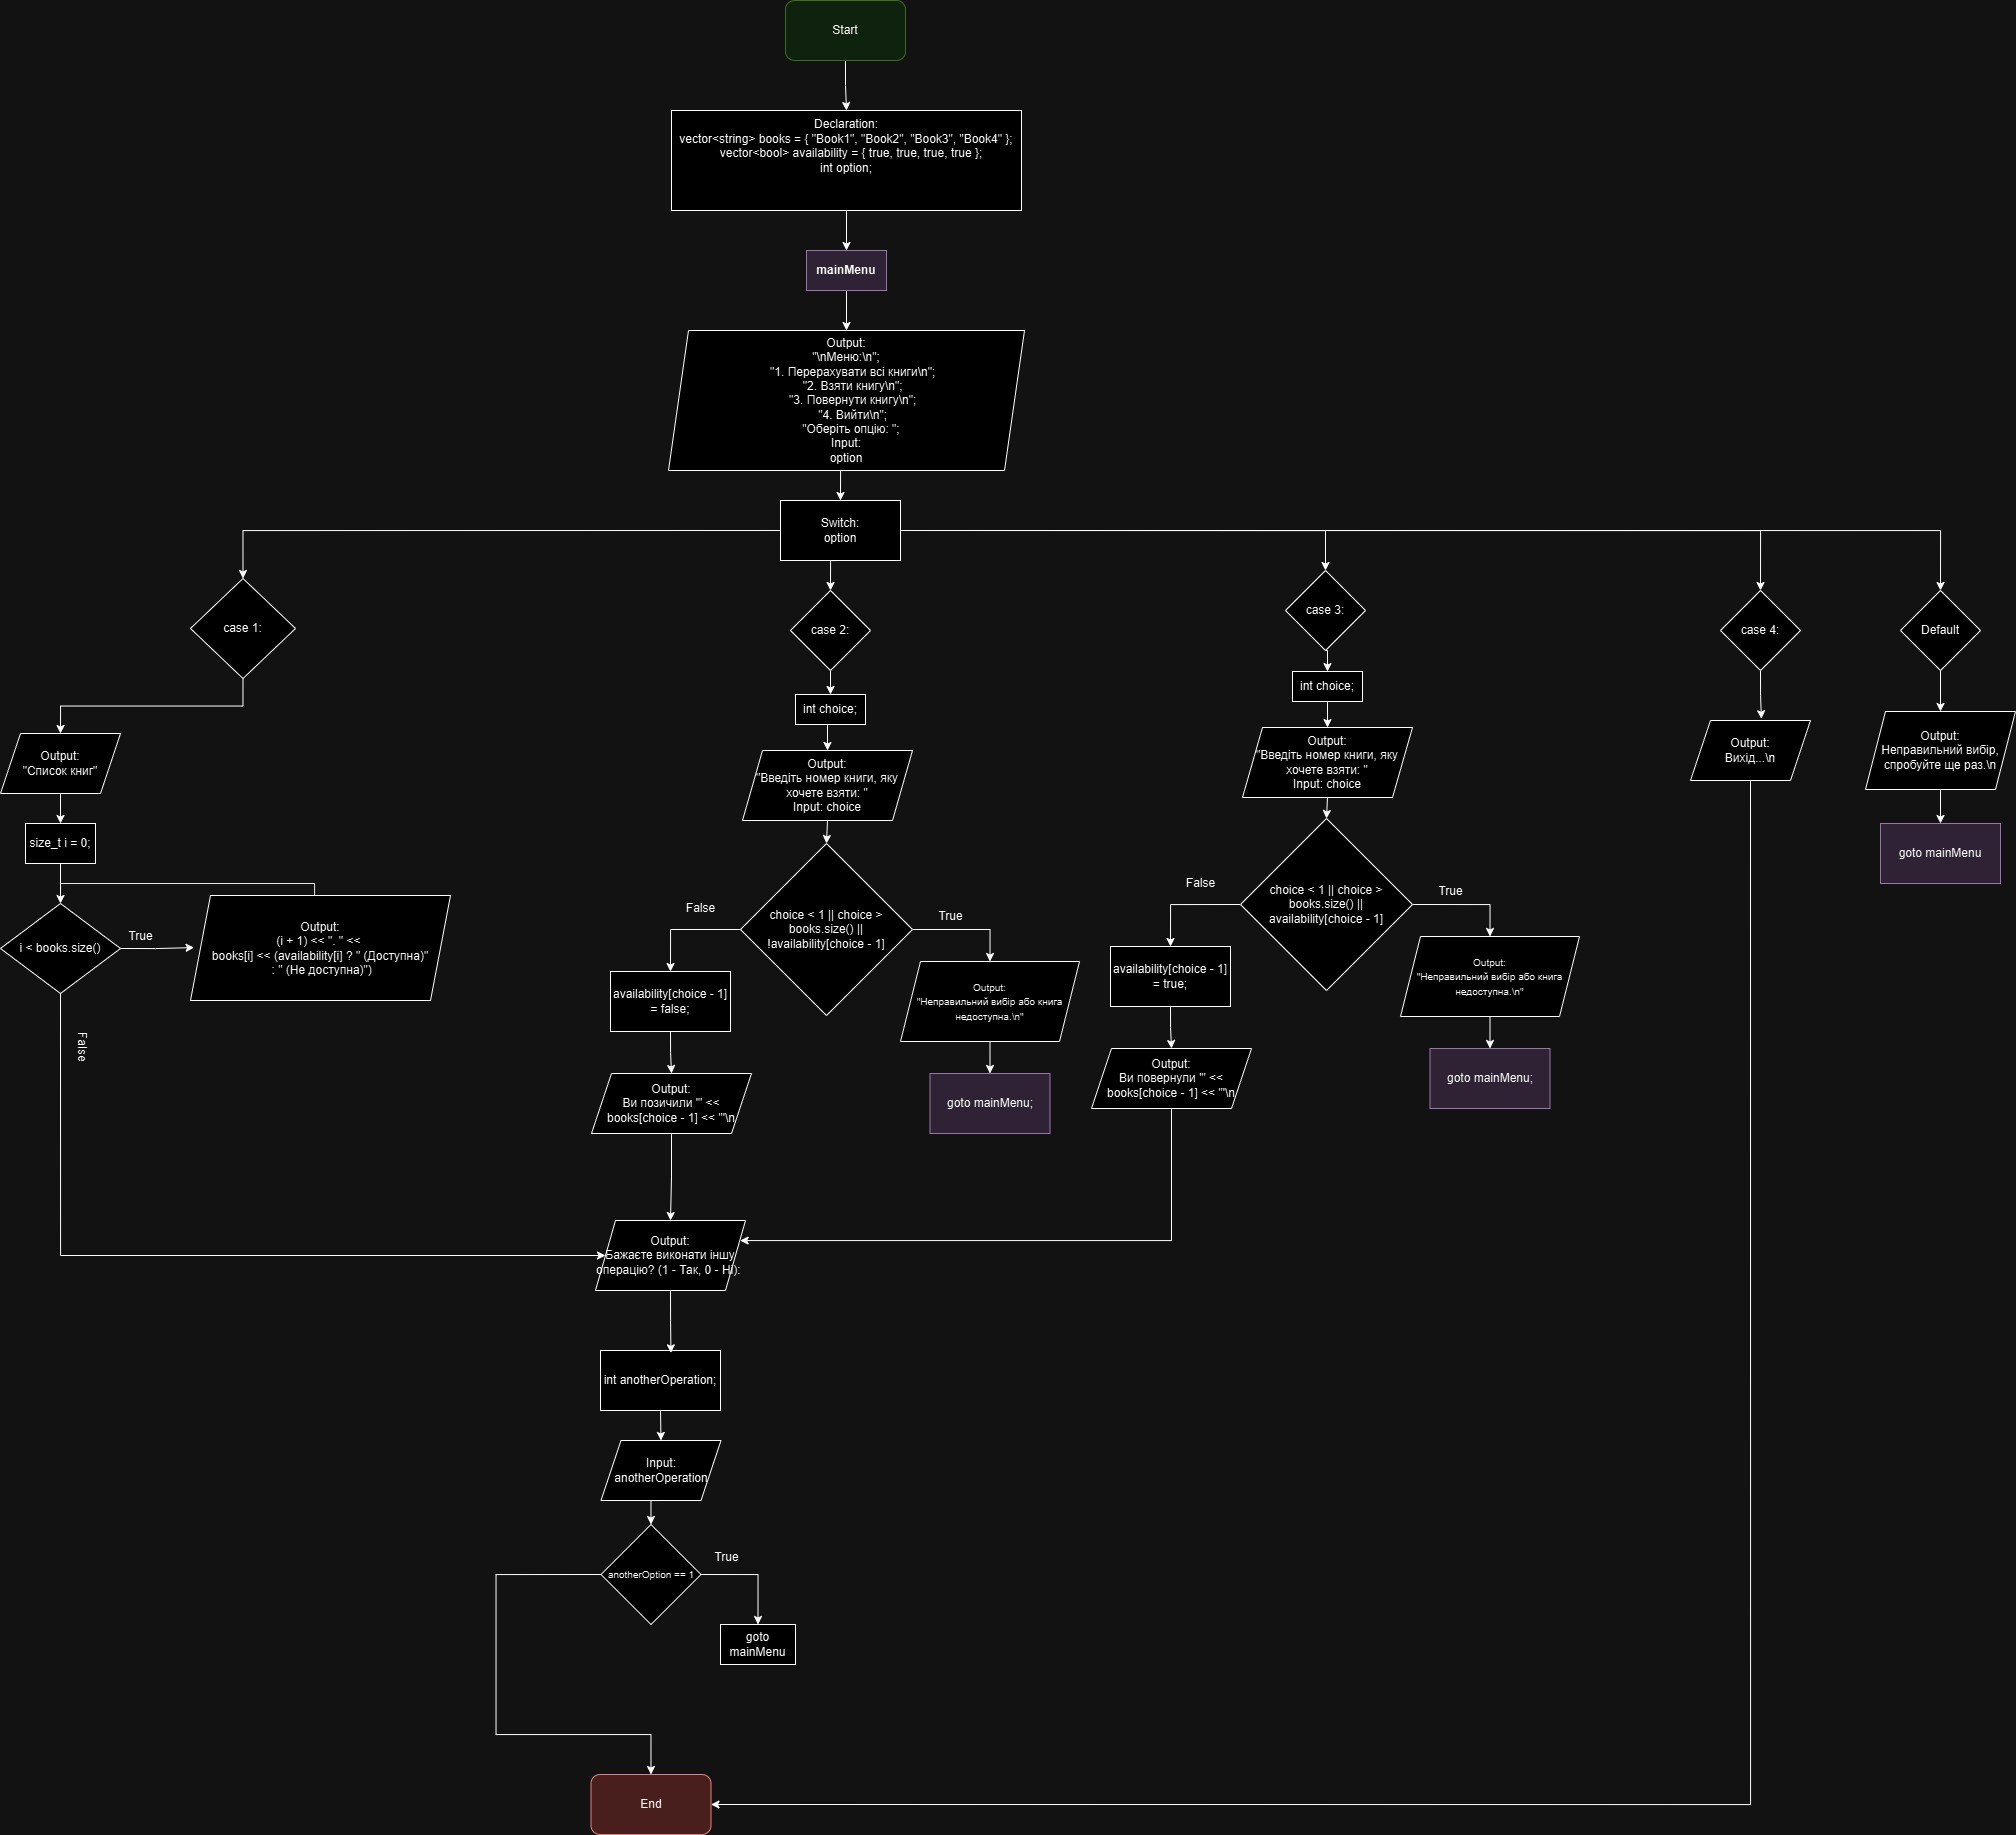 Start
Declaration:
vector<string> books = { "Book1", "Book2", "Book3", "Book4" };
vector<bool> availability = { true, true, true, true };
int option;
mainMenu
Output:
"\nМеню:\n";
"1. Перерахувати всі книги\n";
"2. Взяти книгу\n";
"3. Повернути книгу\n";
"4. Вийти\n";
"Оберіть опцію: ";
Input:
option
Switch:
option
case 1:
Output:
"Список книг"
size_t i = 0;
i < books.size()
True
False
Output:
(i + 1) << ". " <<
books[i] << (availability[i] ? " (Доступна)"
: " (Не доступна)")
case 2:
int choice;
Output:
"Введіть номер книги, яку
хочете взяти: "
Input: choice
choice < 1 || choice >
books.size() ||
!availability[choice - 1]
False
True
availability[choice - 1]
= false;
Output:
Ви позичили '" <<
books[choice - 1] << "'\n
Output:
"Неправильний вибір або книга
недоступна.\n"
goto mainMenu;
case 3:
int choice;
Output:
"Введіть номер книги, яку
хочете взяти: "
Input: choice
choice < 1 || choice >
books.size() ||
availability[choice - 1]
False
True
availability[choice - 1]
= true;
Output:
Ви повернули '" <<
books[choice - 1] << "'\n
Output:
"Неправильний вибір або книга
недоступна.\n"
goto mainMenu;
case 4:
Output:
Вихід...\n
Default
Output:
Неправильний вибір,
спробуйте ще раз.\n
goto mainMenu
Output:
Бажаєте виконати іншу
операцію? (1 - Так, 0 - Ні):
int anotherOperation;
Input:
anotherOperation
anotherOption == 1
True
goto
mainMenu
End